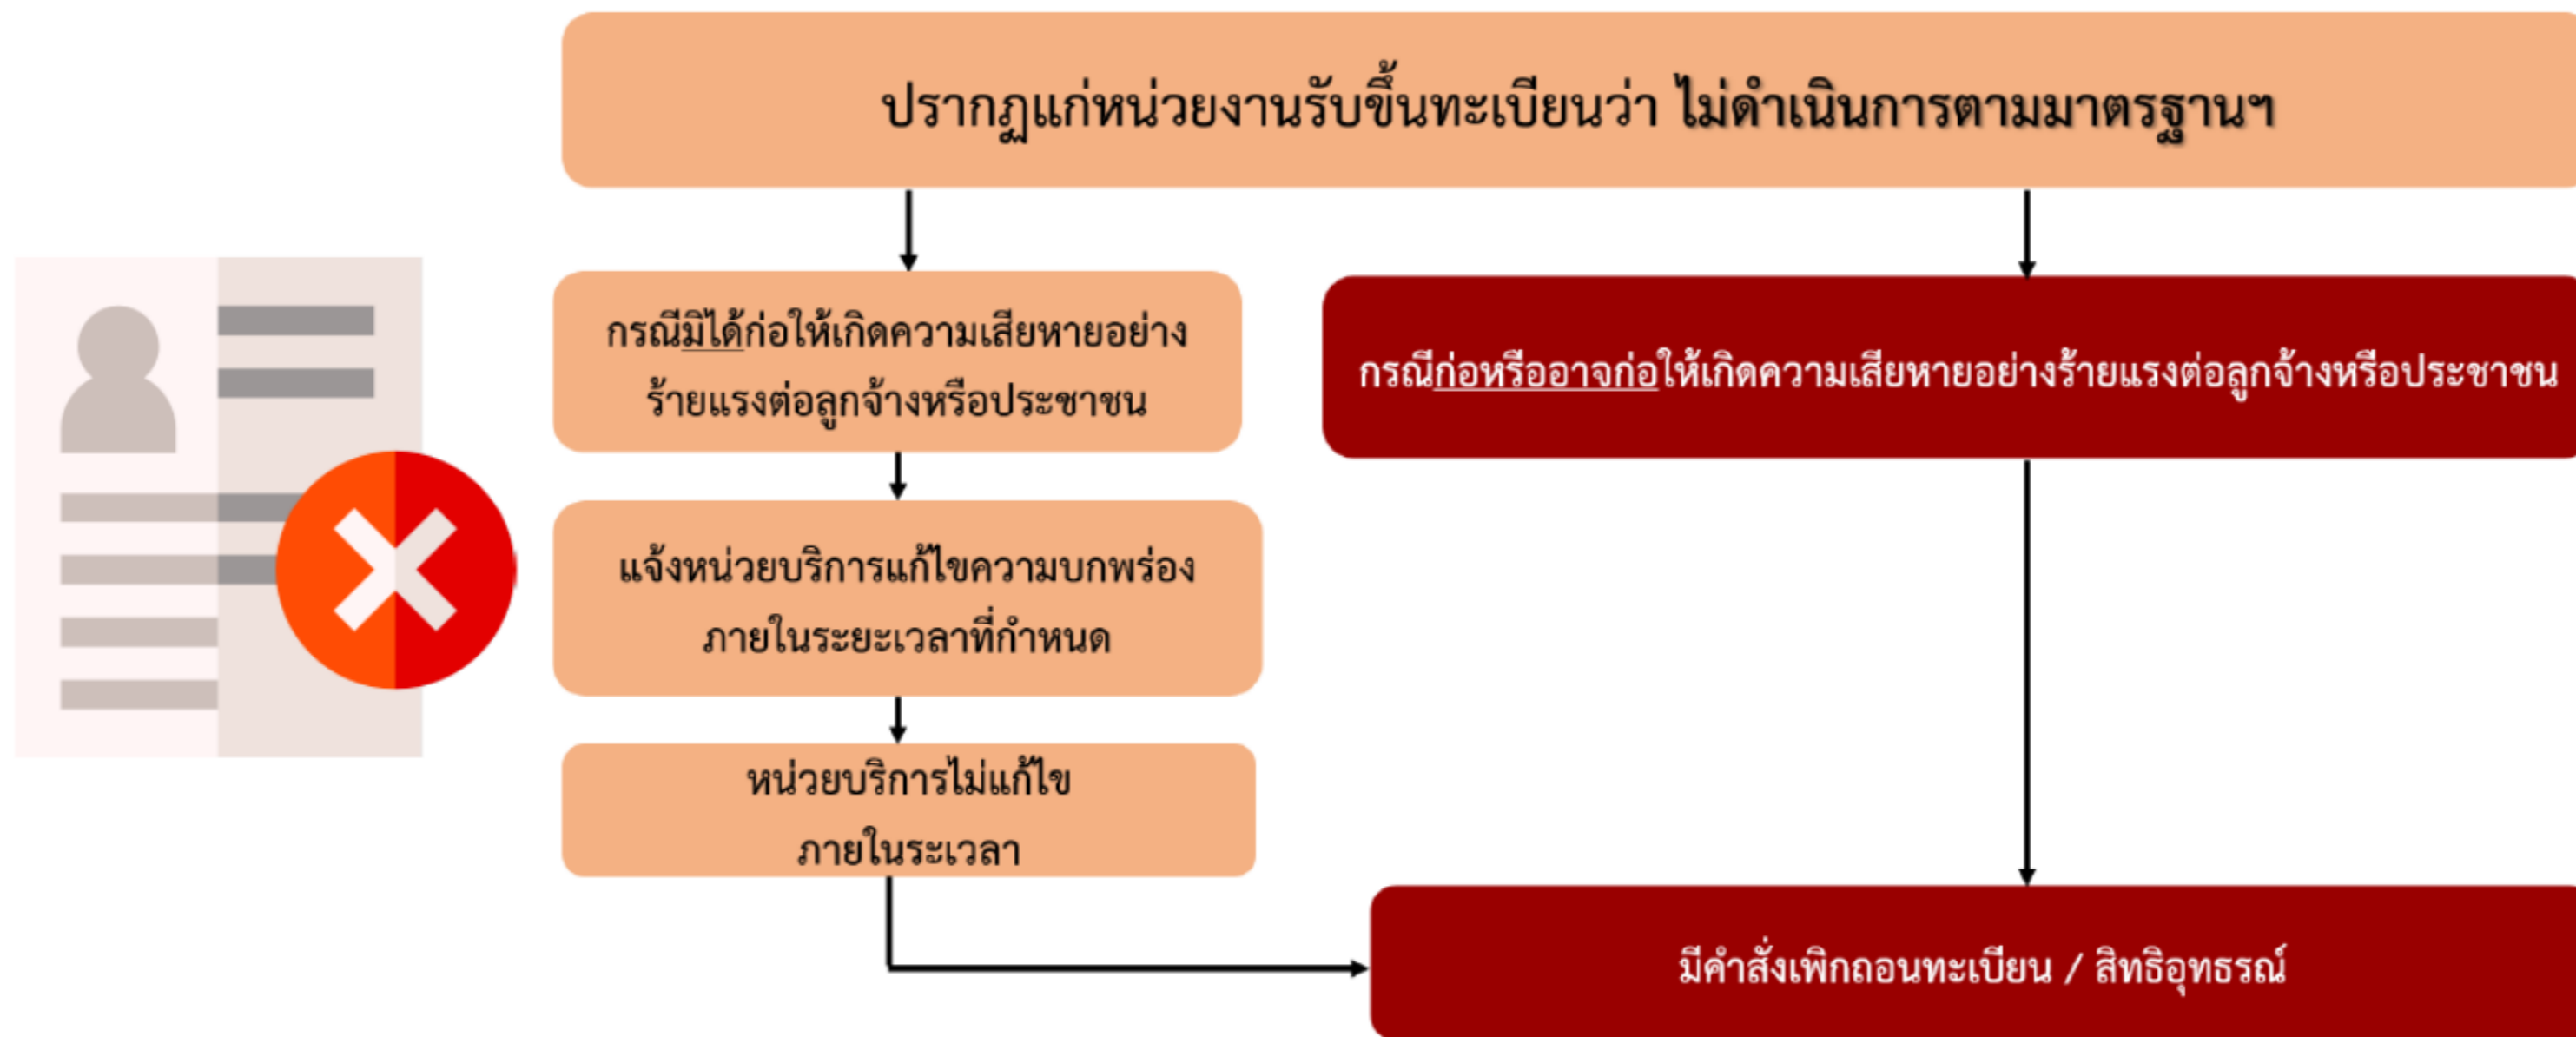 ปรากฏแก่หน่วยงานรับขึ้นทะเบียนว่า ไม่ดำเนินการตามมาตรฐานฯ
กรณีมิได้ก่อให้เกิดความเสียหายอย่าง
ร้ายแรงต่อลูกจ้างหรือประชาชน
กรณีก่อหรืออาจก่อให้เกิดความเสียหายอย่างร้ายแรงต่อลูกจ้างหรือประชาชน
แจ้งหน่วยบริการแก้ไขความบกพร่อง
ภายในระยะเวลาที่กำหนด
หน่วยบริการไม่แก้ไข
ภายในระเวลา
มีคำสั่งเพิกถอนทะเบียน / สิทธิอุทธรณ์